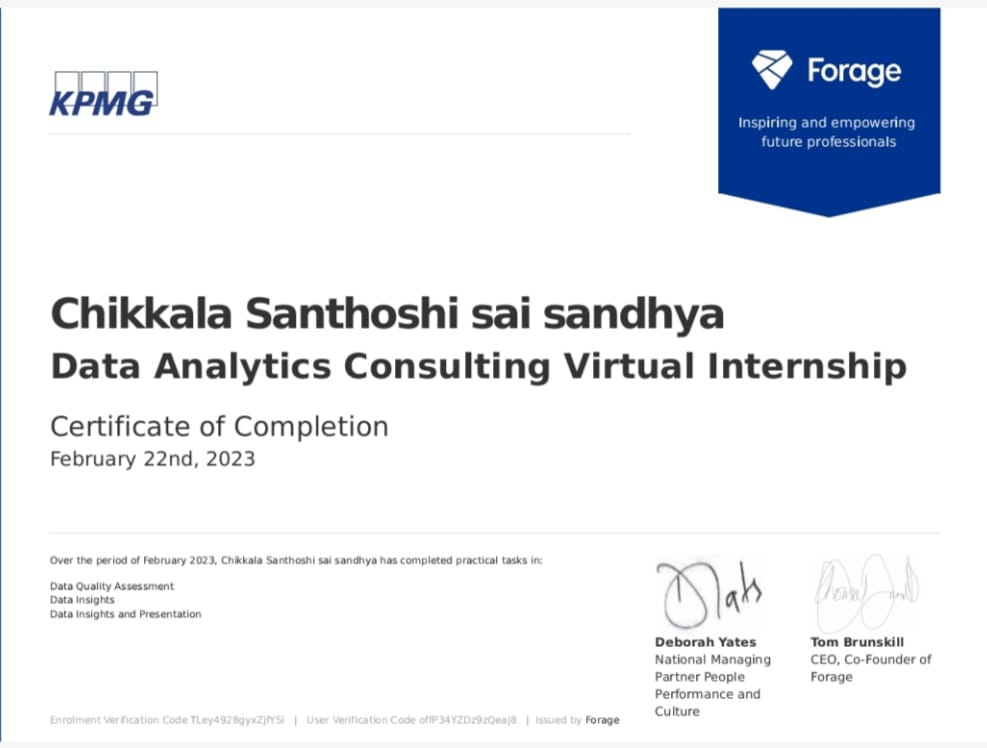 KPMG
Forage
Inspiring and empowering
future professionals
Chikkala Santhoshi sai sandhya
Data Analytics Consulting Virtual Internship
Certificate of Completion
February 22nd, 2023
Over the period of February 2023, Chikkala Santhoshi sai sandhya has completed practical tasks in:
Data Quality Assessment
Data Insights
Data Insights and Presentation
Deborah Yates
National Managing
Partner People
Performance and
Culture
Tom Brunskill
CEO, Co-Founder of
Forage
Enrolment Verification Code | User Verification Code | Issued by Forage